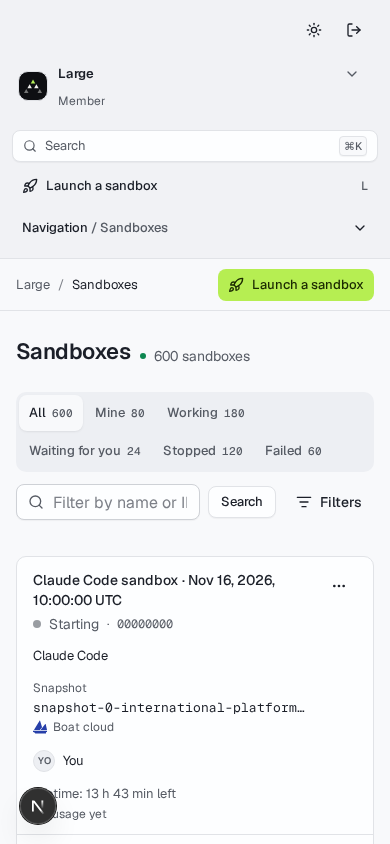 Large
Member
Search ⌘K
Launch a sandbox L
Navigation / Sandboxes
Large / Sandboxes Launch a sandbox
Sandboxes 600 sandboxes
All 600 Mine 80 Working 180
Waiting for you 24 Stopped 120 Failed 60
Filter by name or I Search Filters
Claude Code sandbox · Nov 16, 2026,
10:00:00 UTC
Starting · 00000000
Claude Code
Snapshot
snapshot-0-international-platform…
Boat cloud
YO You
time: 13 h 43 min left
N
usage yet